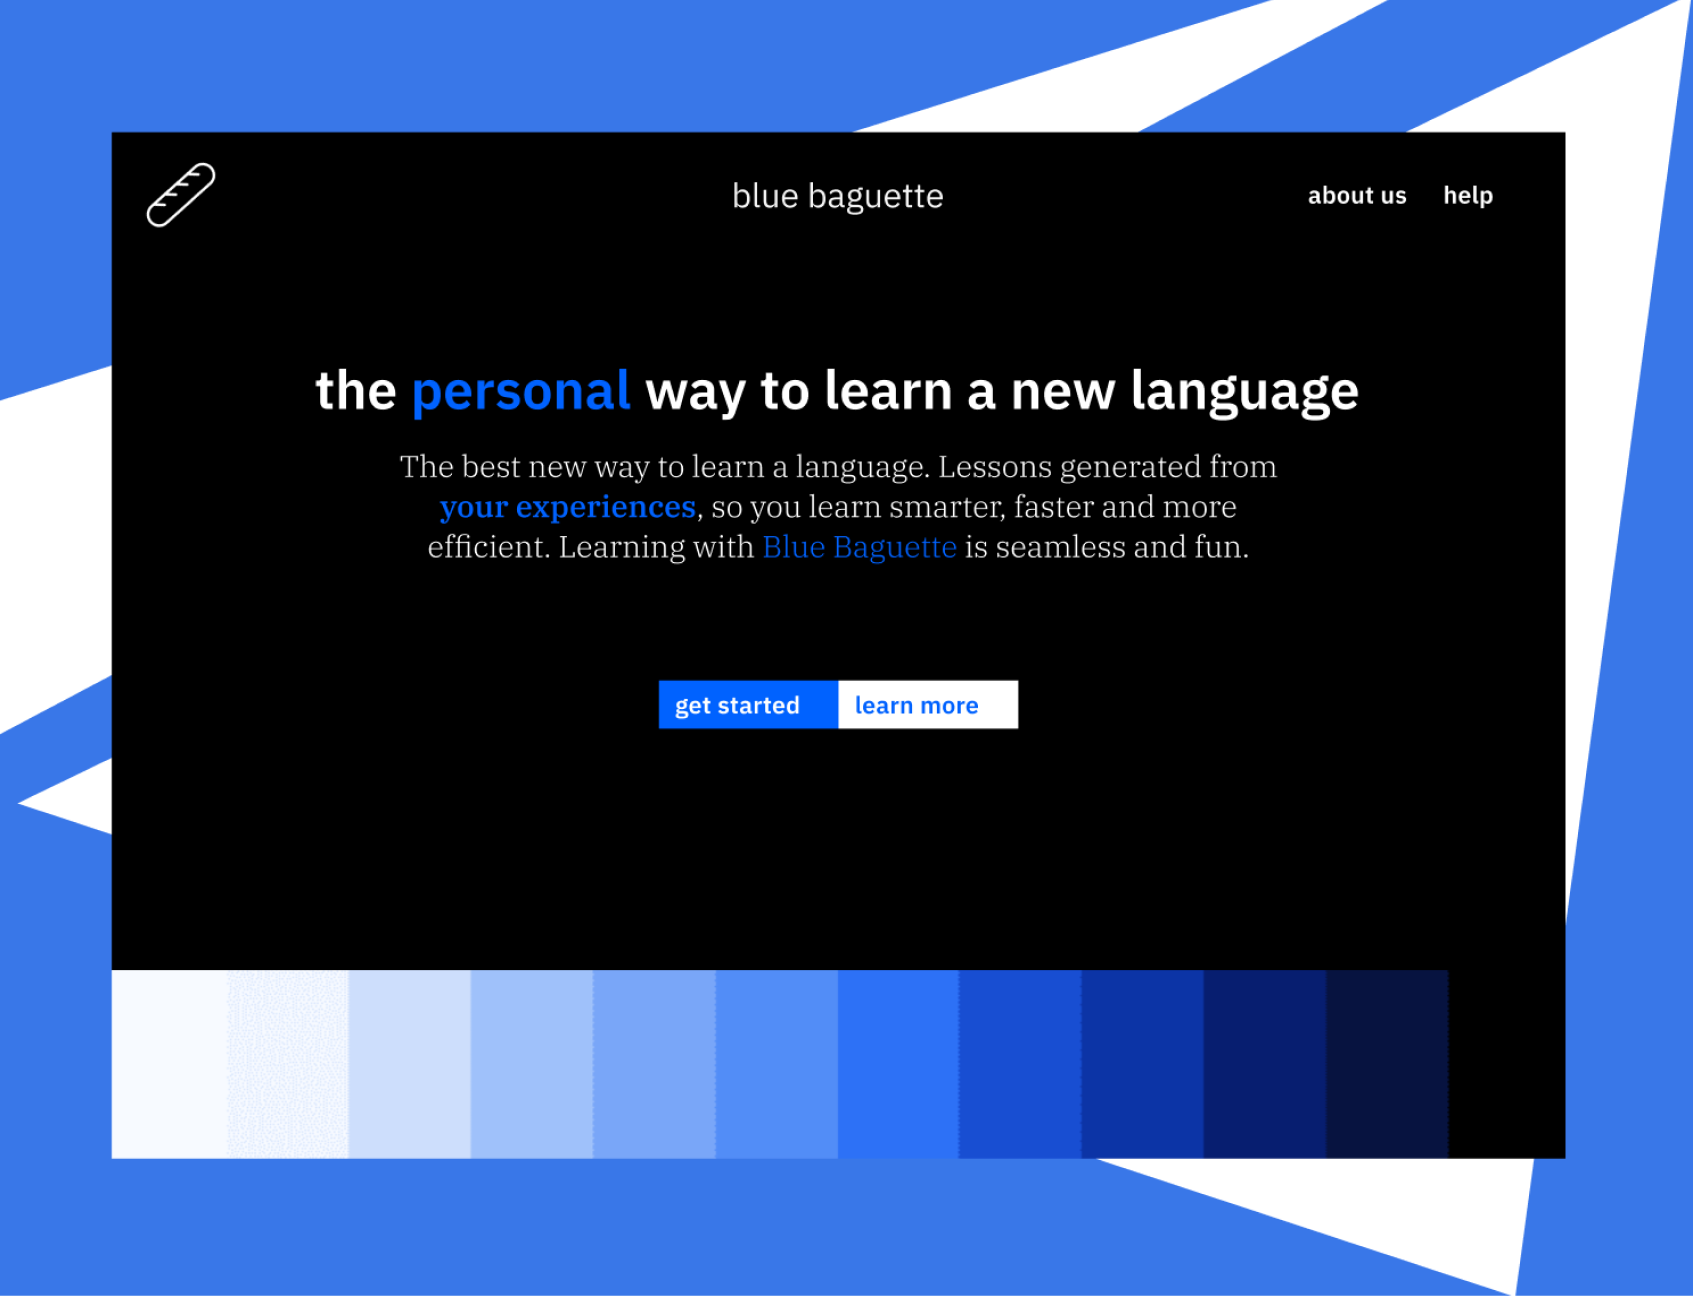 blue baguette
about us
help
the personal way to learn a new language
The best new way to learn a language. Lessons generated from
your experiences, so you learn smarter, faster and more
efficient. Learning with Blue Baguette is seamless and fun.
get started
learn more